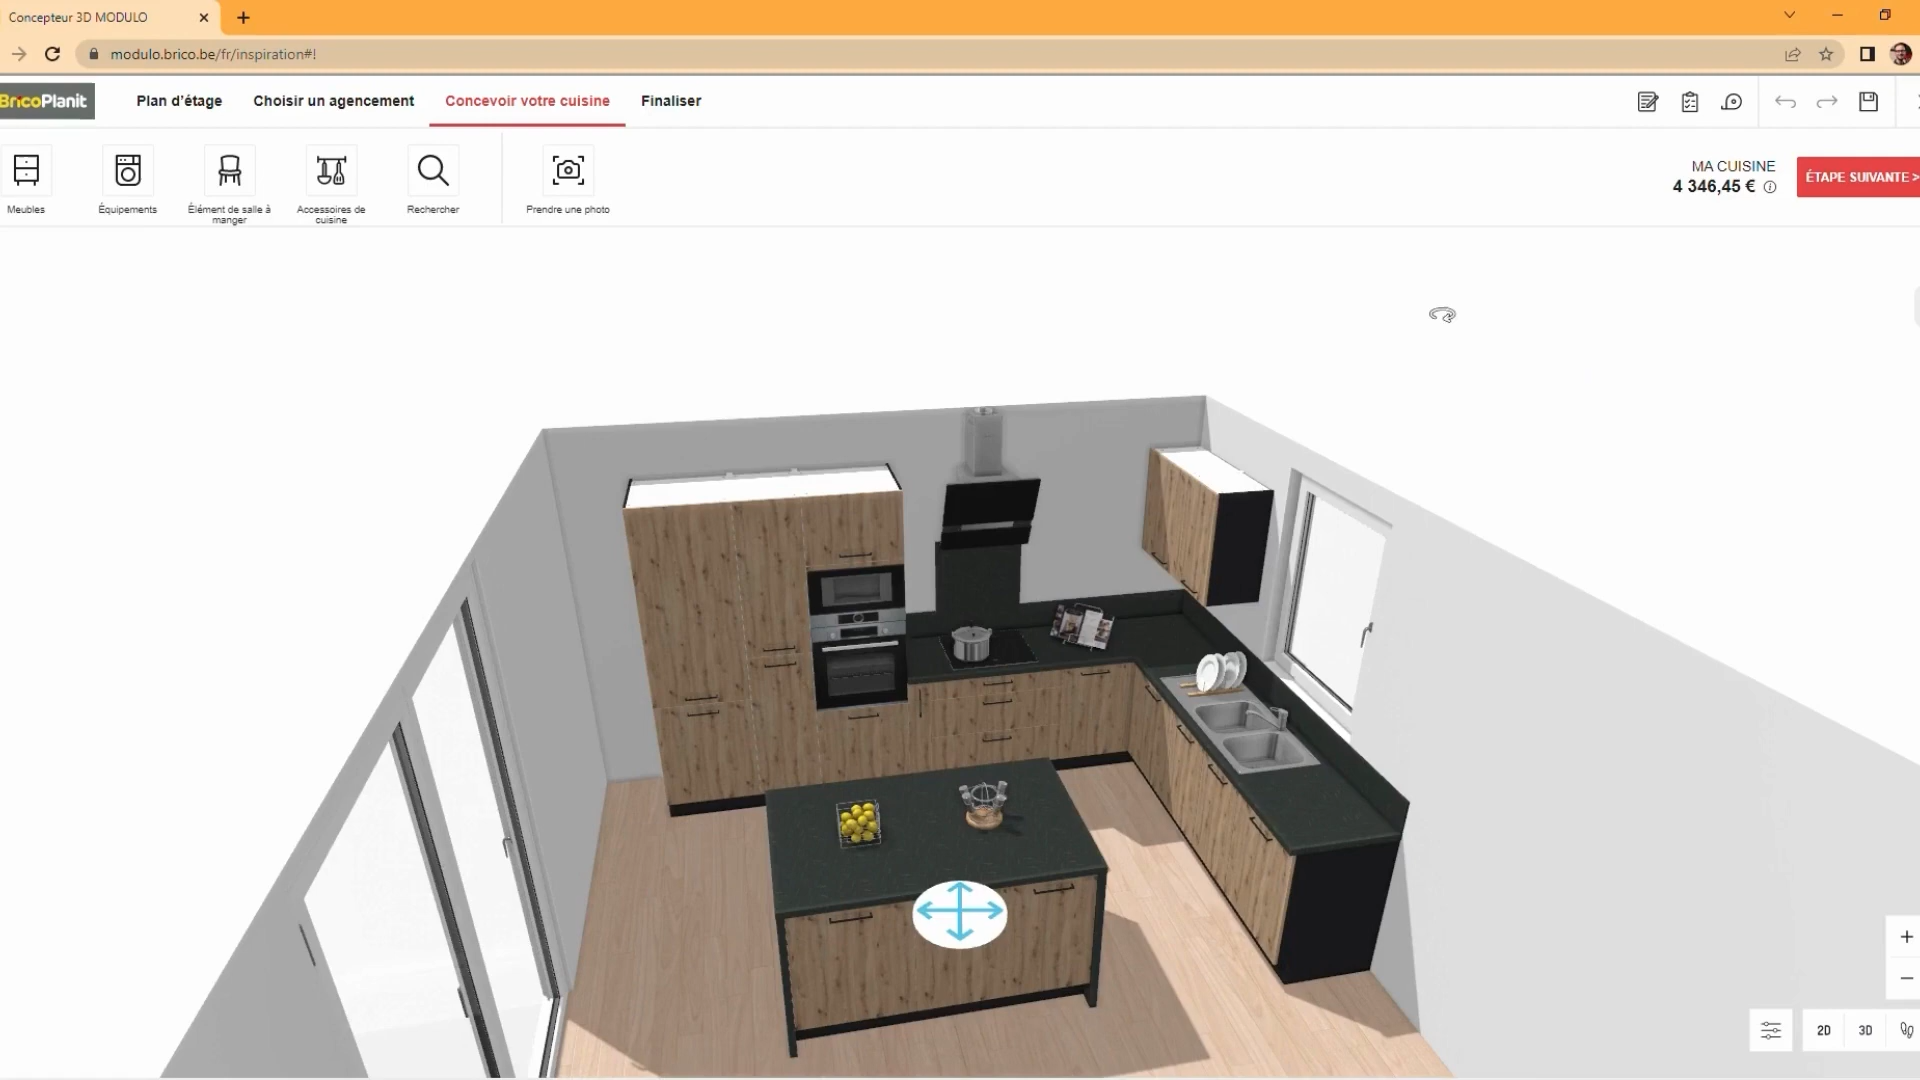 Concepteur 3D MODULO
modulo.brico.be/fr/inspiration#!
BricoPlanit
Plan d’étage
Choisir un agencement
Concevoir votre cuisine
Finaliser
Meubles
Équipements
Élément de salle à
manger
Accessoires de
cuisine
Rechercher
Prendre une photo
MA CUISINE
4 346,45 €
ÉTAPE SUIVANTE >
2D
3D